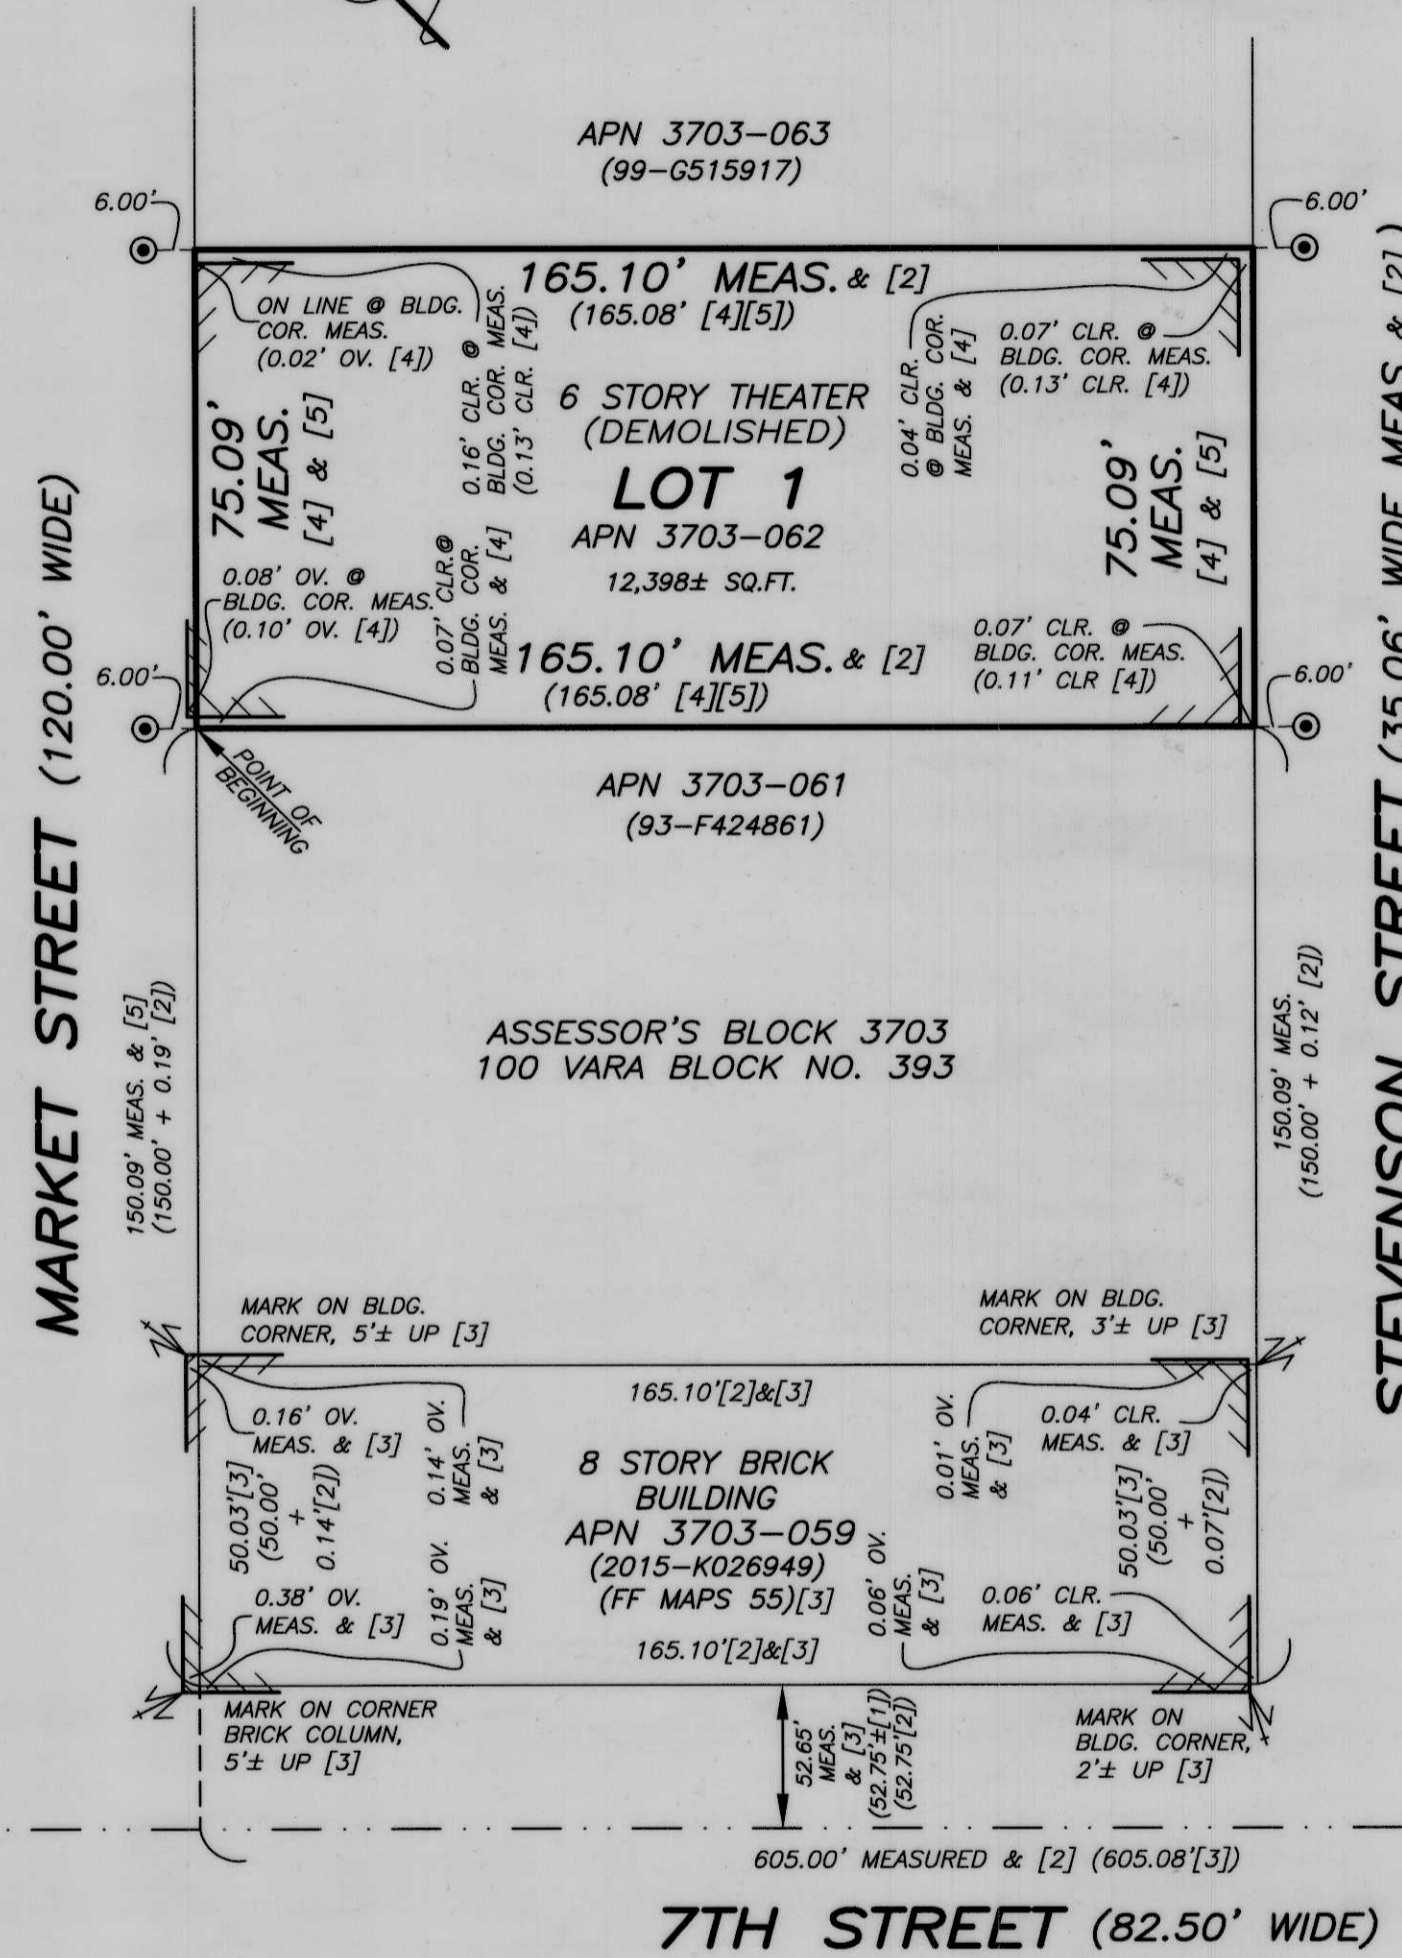 APN 3703-063
(99-G515917)
6.00'
6.00'
165.10' MEAS. & [2]
(165.08' [4][5])
ON LINE @ BLDG.
COR. MEAS.
(0.02' OV. [4])
0.16' CLR. @
BLDG. COR. MEAS.
(0.13' CLR. [4])
0.04' CLR.
@ BLDG. COR.
MEAS. & [4]
0.07' CLR. @
BLDG. COR. MEAS.
(0.13' CLR. [4])
75.09'
MEAS.
[4] & [5]
6 STORY THEATER
(DEMOLISHED)
LOT 1
APN 3703-062
12,398± SQ.FT.
75.09'
MEAS.
[4] & [5]
0.08' OV. @
BLDG. COR. MEAS.
(0.10' OV. [4])
0.07' CLR.@
BLDG. COR.
MEAS. & [4]
165.10' MEAS. & [2]
(165.08' [4][5])
0.07' CLR. @
BLDG. COR. MEAS.
(0.11' CLR [4])
6.00'
6.00'
POINT OF
BEGINNING
APN 3703-061
(93-F424861)
MARKET STREET (120.00' WIDE)
STEVENSON STREET (35.06' WIDE MEAS. & [2])
150.09' MEAS. & [5]
(150.00' + 0.19' [2])
ASSESSOR'S BLOCK 3703
100 VARA BLOCK NO. 393
150.09' MEAS.
(150.00' + 0.12' [2])
MARK ON BLDG.
CORNER, 5'± UP [3]
MARK ON BLDG.
CORNER, 3'± UP [3]
165.10'[2]&[3]
0.16' OV.
MEAS. & [3]
0.14' OV.
MEAS.
& [3]
0.01' OV.
MEAS.
& [3]
0.04' CLR.
MEAS. & [3]
50.03'[3]
(50.00'
+
0.14'[2])
8 STORY BRICK
BUILDING
APN 3703-059
(2015-K026949)
(FF MAPS 55)[3]
50.03'[3]
(50.00'
+
0.07'[2])
0.38' OV.
MEAS. & [3]
0.19' OV.
MEAS.
& [3]
0.06' OV.
MEAS.
& [3]
0.06' CLR.
MEAS. & [3]
165.10'[2]&[3]
MARK ON CORNER
BRICK COLUMN,
5'± UP [3]
52.65'
MEAS.
& [3]
(52.75'±[1])
(52.75'[2])
MARK ON
BLDG. CORNER,
2'± UP [3]
605.00' MEASURED & [2] (605.08'[3])
7TH STREET (82.50' WIDE)